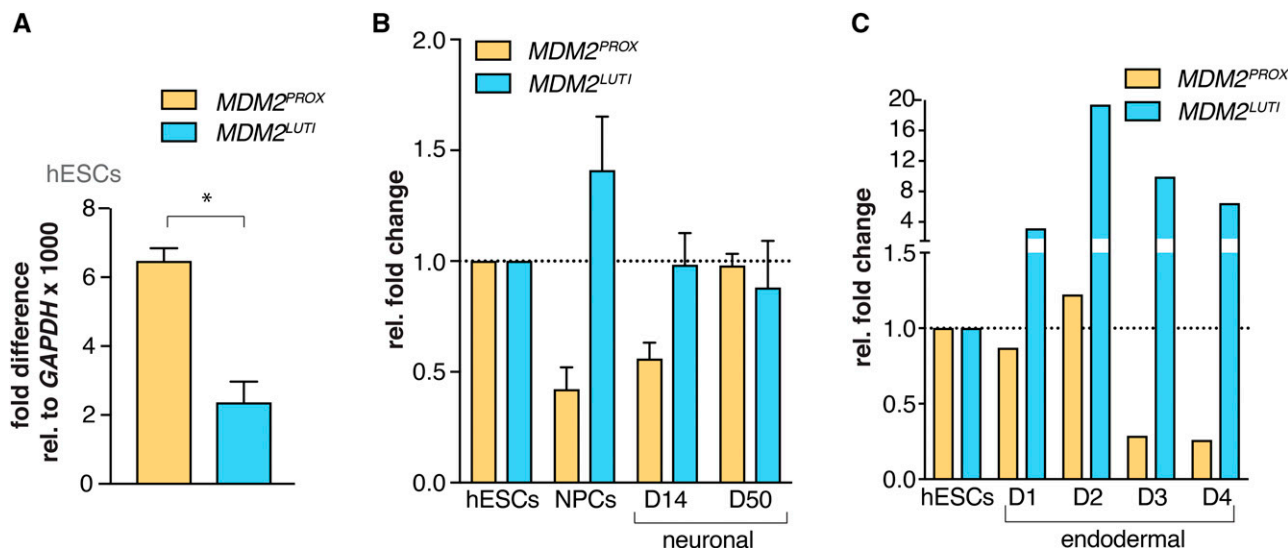 A
MDM2PROX
MDM2LUTI
hESCs
*
fold difference
rel. to GAPDH x 1000
8
6
4
2
0
B
MDM2PROX
MDM2LUTI
rel. fold change
2.0
1.5
1.0
0.5
0.0
hESCs NPCs D14 D50
neuronal
C
MDM2PROX
MDM2LUTI
rel. fold change
20
16
12
8
4
1.5
1.0
0.5
0.0
hESCs D1 D2 D3 D4
endodermal